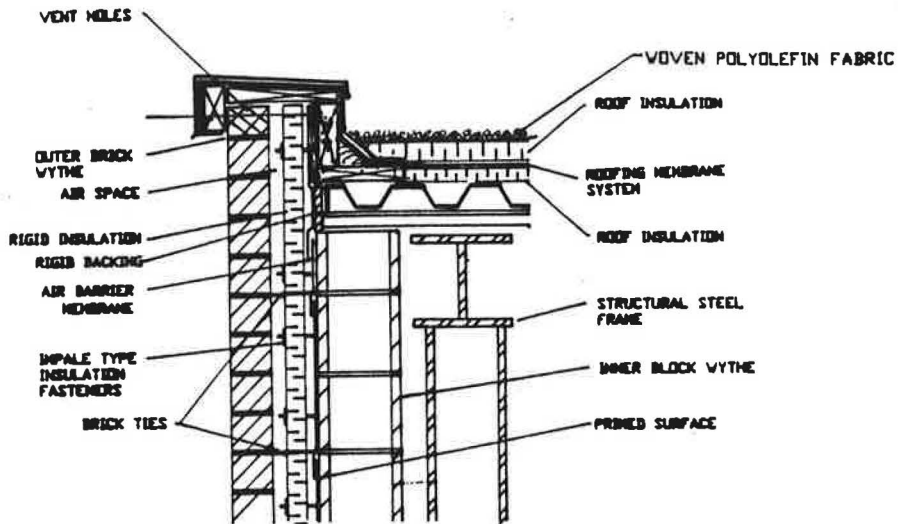 VENT HOLES
WOVEN POLYOLEFIN FABRIC
ROOF INSULATION
OUTER BRICK
WYTHE
AIR SPACE
ROOFING MEMBRANE
SYSTEM
RIGID INSULATION
RIGID BACKING
ROOF INSULATION
AIR BARRIER
MEMBRANE
STRUCTURAL STEEL
FRAME
IMPALE TYPE
INSULATION
FASTENERS
INNER BLOCK WYTHE
BRICK TIES
PRIMED SURFACE